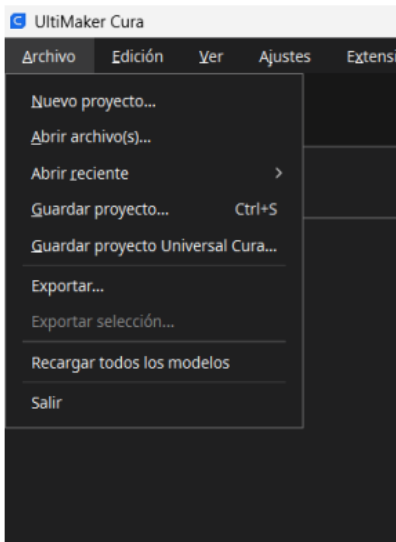 UltiMaker Cura
Archivo Edición Ver Ajustes Extensi
Nuevo proyecto...
Abrir archivo(s)...
Abrir reciente >
Guardar proyecto... Ctrl+S
Guardar proyecto Universal Cura...
Exportar...
Exportar selección...
Recargar todos los modelos
Salir